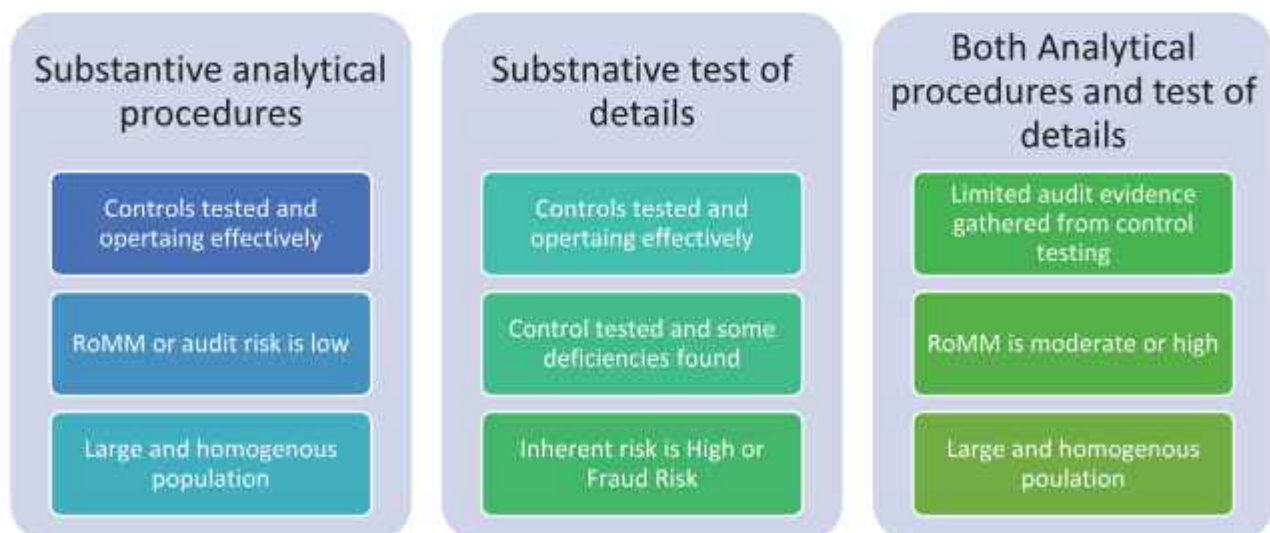 Substantive analytical
procedures
Controls tested and
opertaing effectively
RoMM or audit risk is low
Large and homogenous
population
Substnative test of
details
Controls tested and
opertaing effectively
Control tested and some
deficiencies found
Inherent risk is High or
Fraud Risk
Both Analytical
procedures and test of
details
Limited audit evidence
gathered from control
testing
RoMM is moderate or high
Large and homogenous
poulation